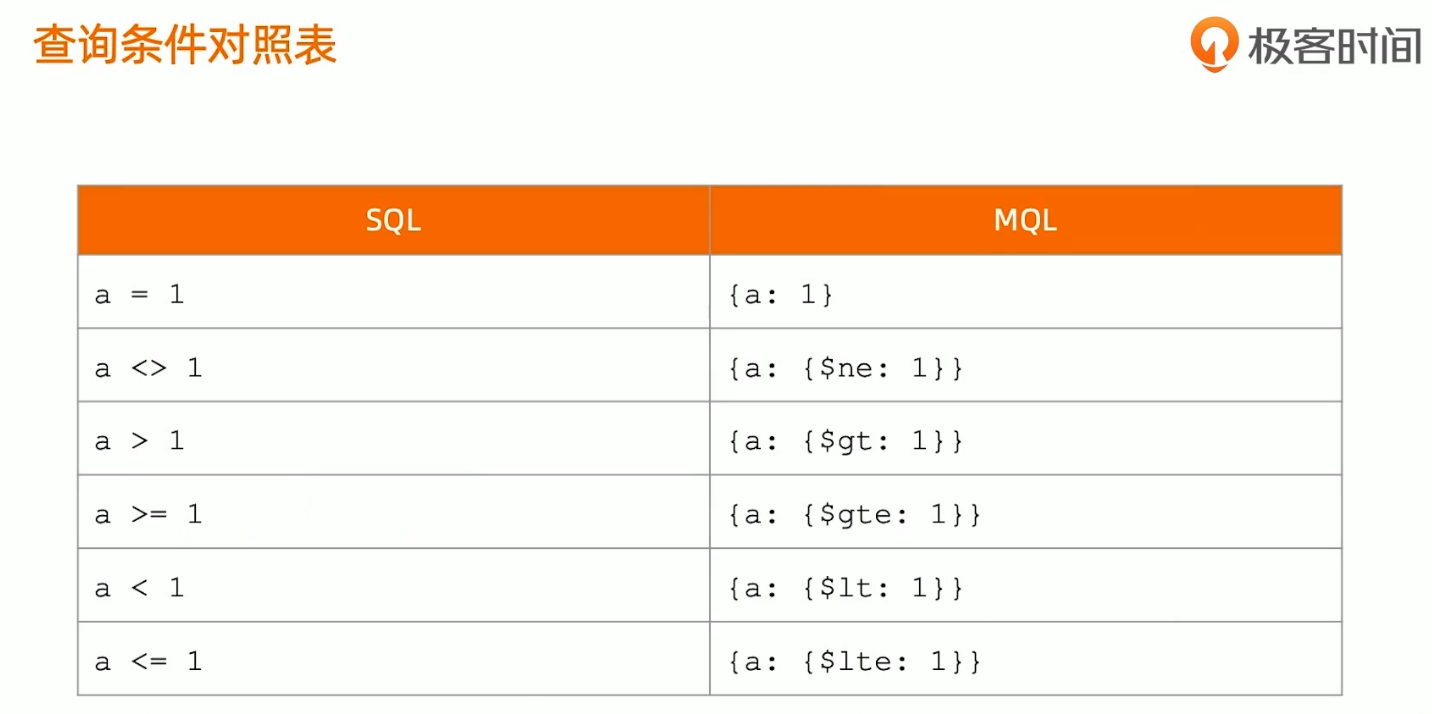 查询条件对照表
极客时间
SQL MQL
a = 1 {a: 1}
a <> 1 {a: {$ne: 1}}
a > 1 {a: {$gt: 1}}
a >= 1 {a: {$gte: 1}}
a < 1 {a: {$lt: 1}}
a <= 1 {a: {$lte: 1}}